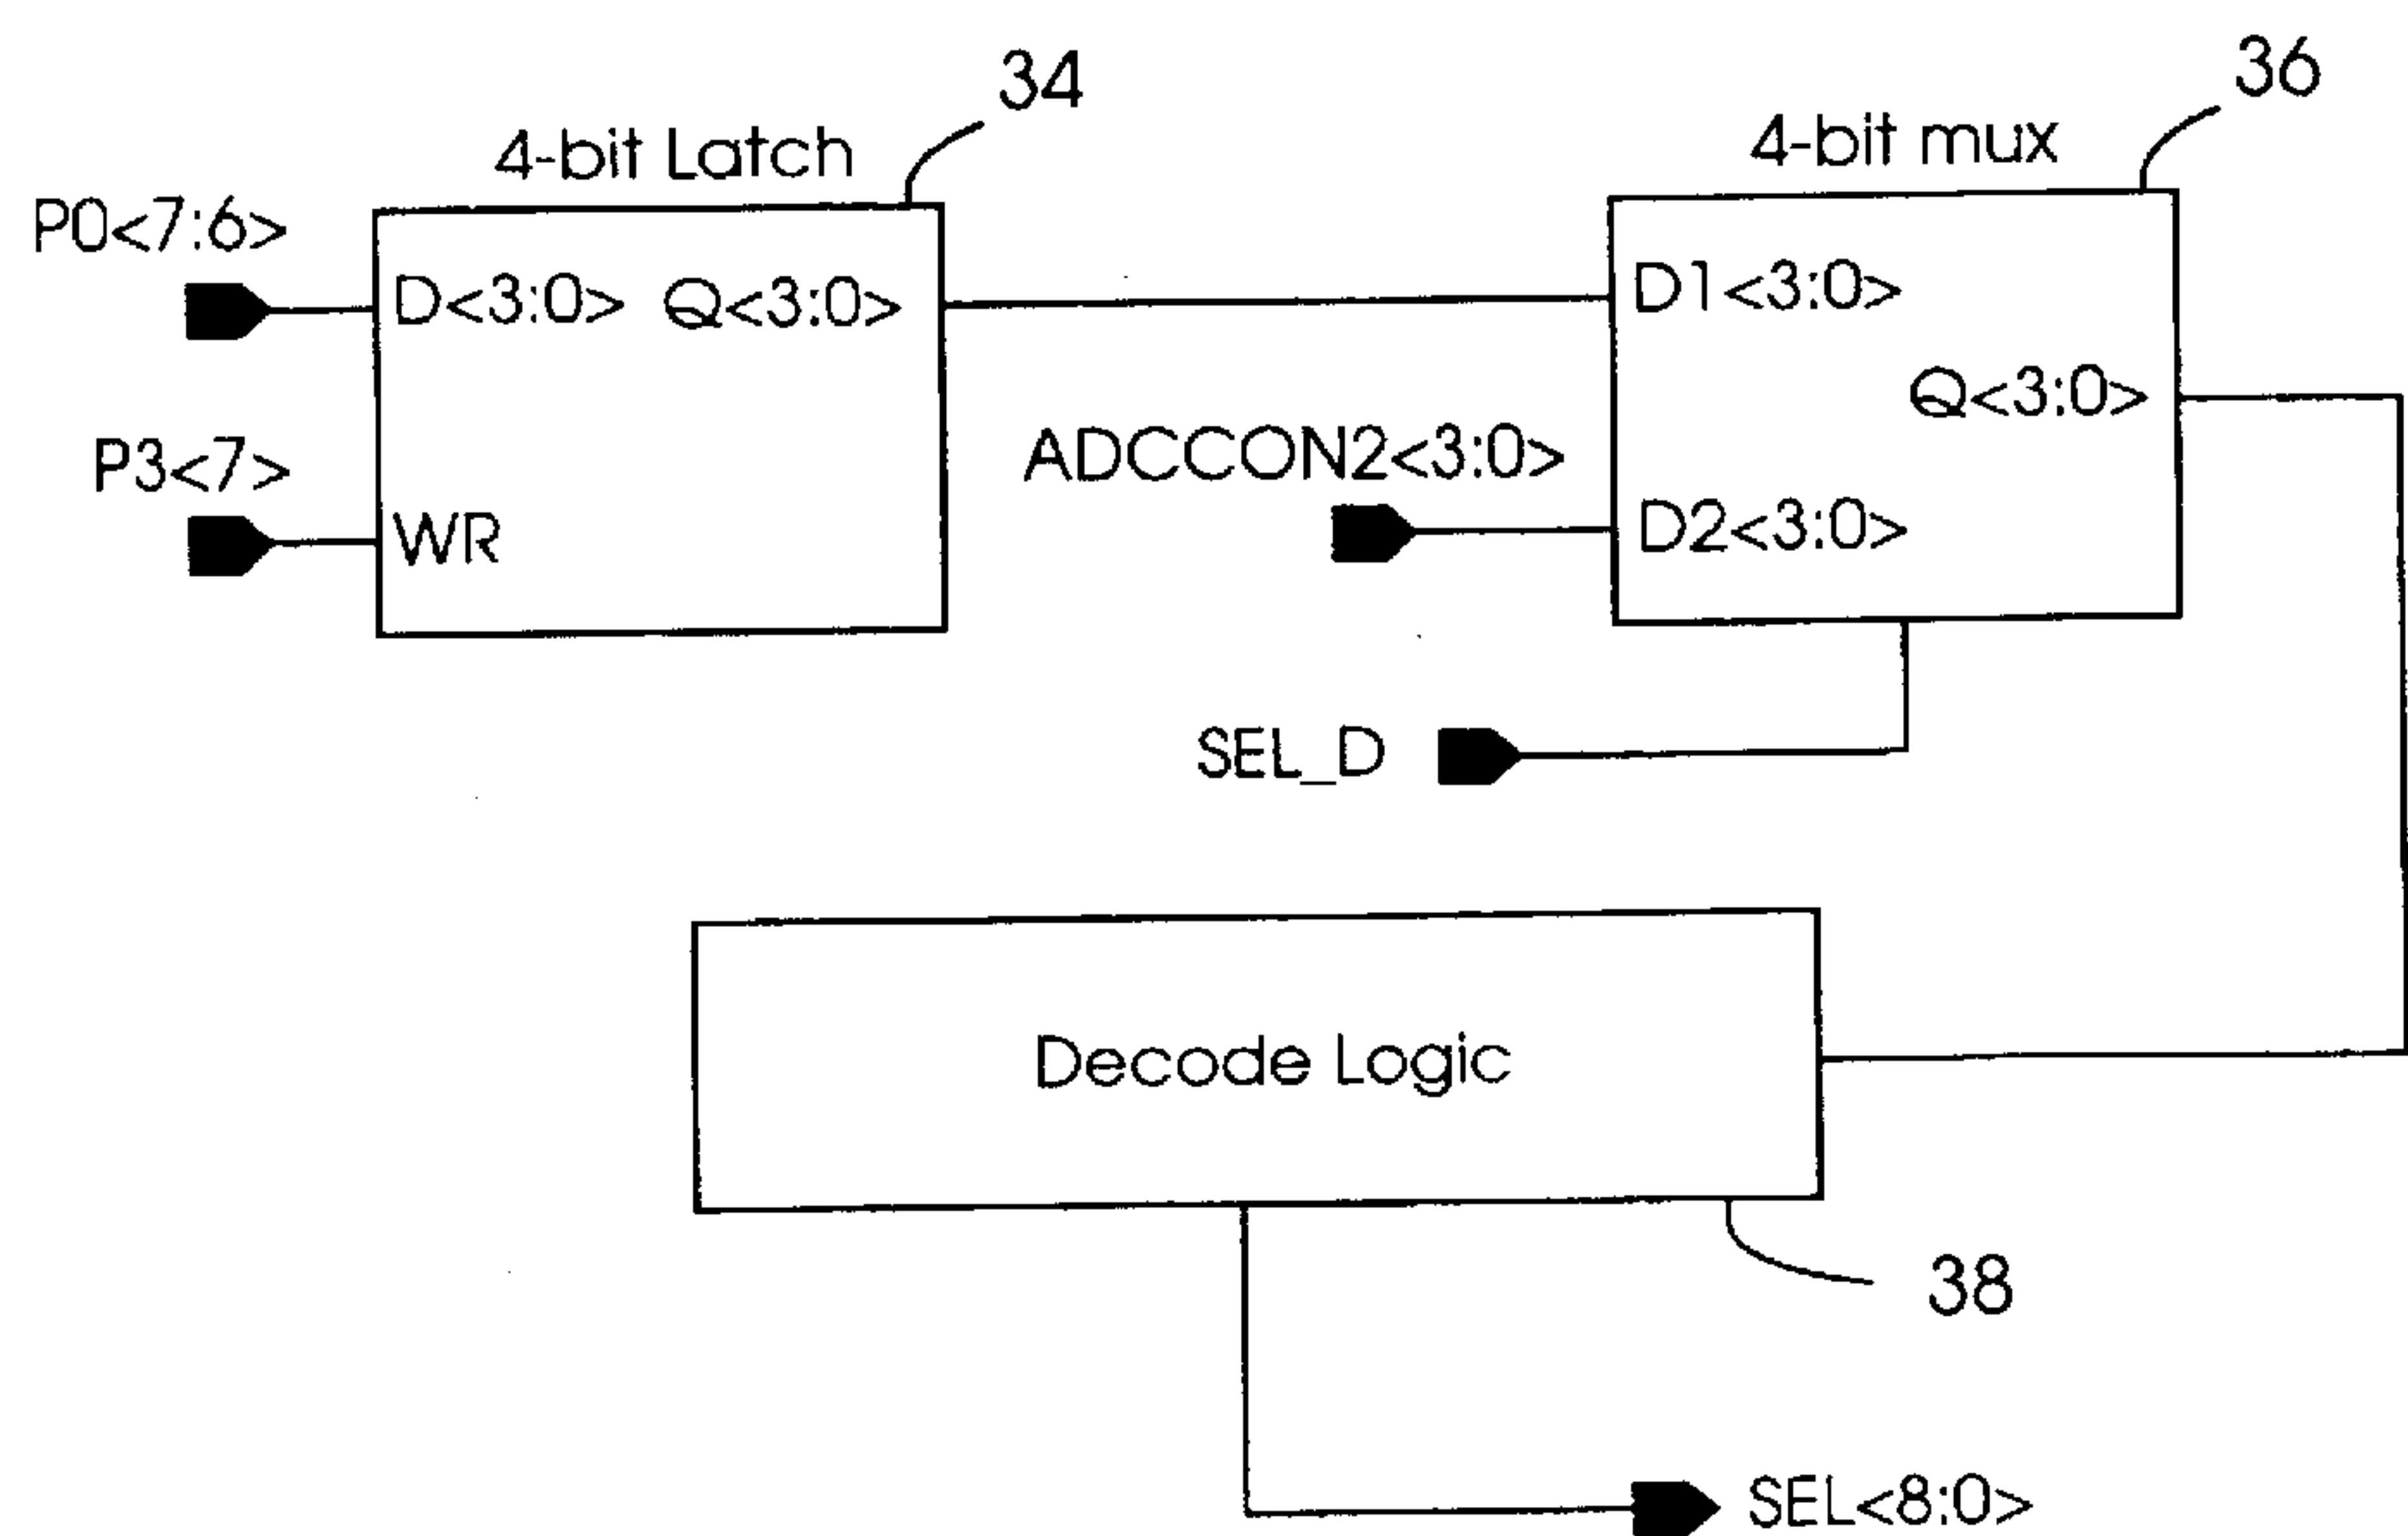 34
36
4-bit Latch
4-bit mux
P0<7:6>
D<3:0> Q<3:0>
D1<3:0>
Q<3:0>
P3<7>
ADCCON2<3:0>
WR
D2<3:0>
SEL_D
Decode Logic
38
SEL<8:0>